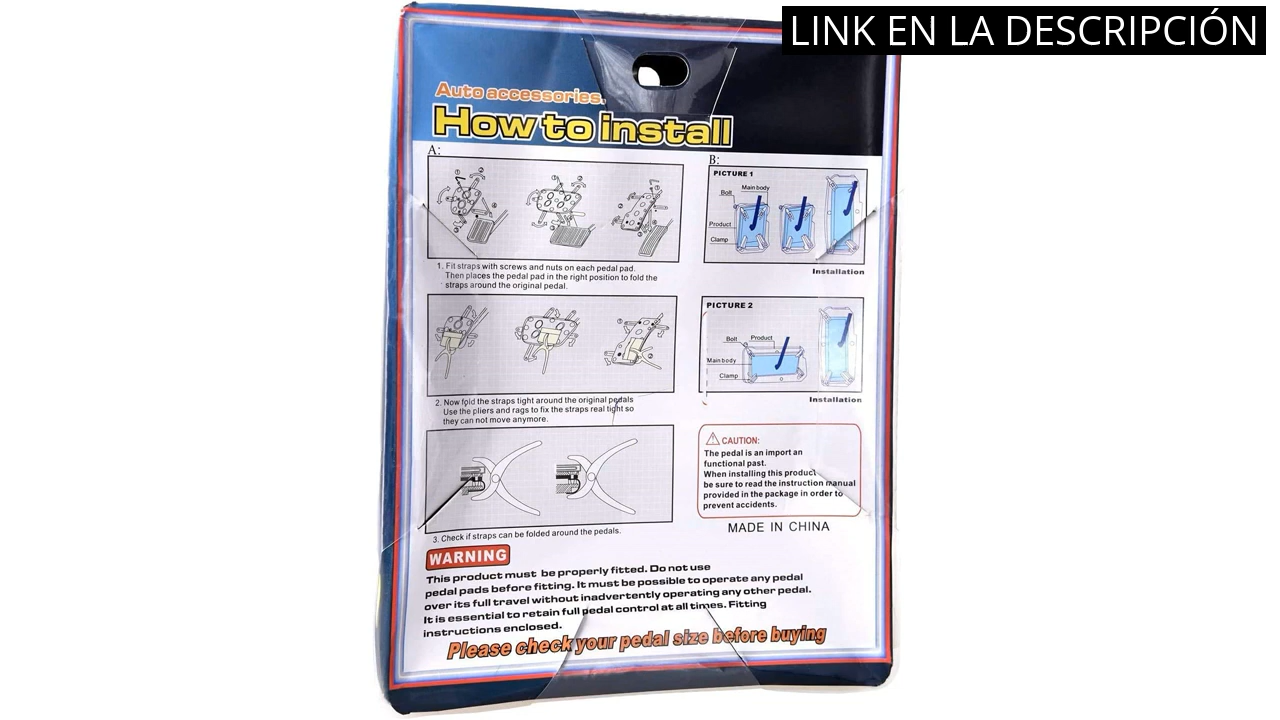 LINK EN LA DESCRIPCIÓN
Auto accessories.
How to install
A:
1. Fit straps with screws and nuts on each pedal pad.
Then places the pedal pad in the right position to fold the
straps around the original pedal.
2. Now fold the straps tight around the original pedals
Use the pliers and rags to fix the straps real tight so
they can not move anymore.
3. Check if straps can be folded around the pedals.
B:
PICTURE 1
Main body
Bolt
Product
Clamp
Installation
PICTURE 2
Bolt Product
Main body
Clamp
Installation
CAUTION:
The pedal is an import an
functional past.
When installing this product
be sure to read the instruction manual
provided in the package in order to
prevent accidents.
MADE IN CHINA
WARNING
This product must be properly fitted. Do not use
pedal pads before fitting. It must be possible to operate any pedal
over its full travel without inadvertently operating any other pedal.
It is essential to retain full pedal control at all times. Fitting
instructions enclosed.
Please check your pedal size before buying